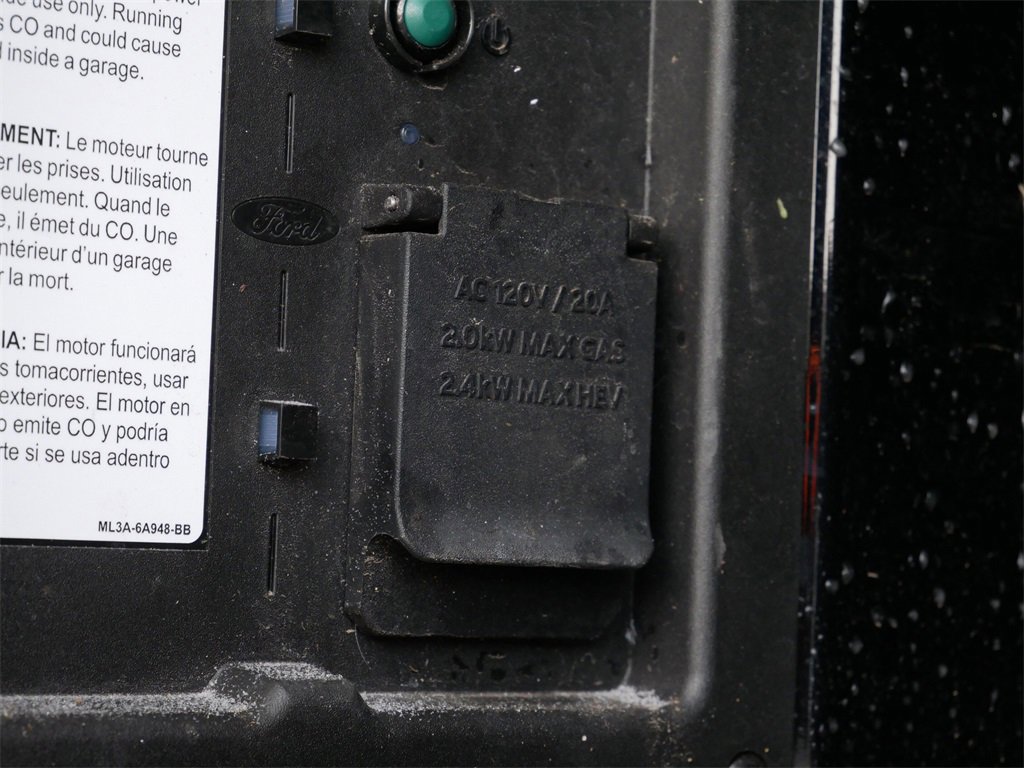 de use only. Running
s CO and could cause
inside a garage.
MENT: Le moteur tourne
er les prises. Utilisation
eulement. Quand le
e, il émet du CO. Une
ntérieur d'un garage
r la mort.
IA: El motor funcionará
s tomacorrientes, usar
exteriores. El motor en
o emite CO y podría
rte si se usa adentro
ML3A-6A948-BB
Ford
AC 120V / 20A
2.0kW MAX GAS
2.4kW MAX HEV